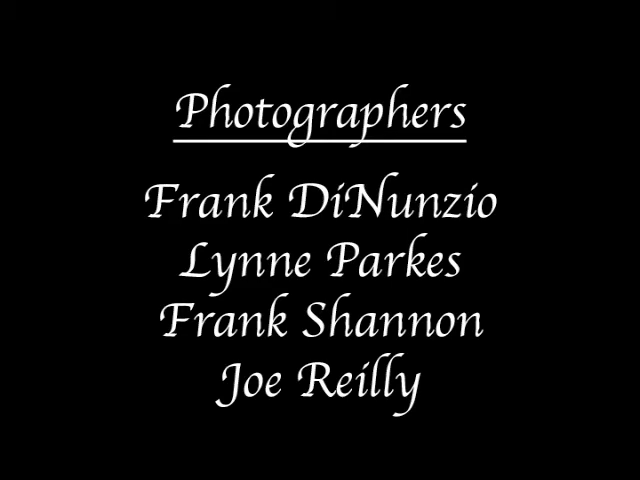 Photographers
Frank DiNunzio
Lynne Parkes
Frank Shannon
Joe Reilly